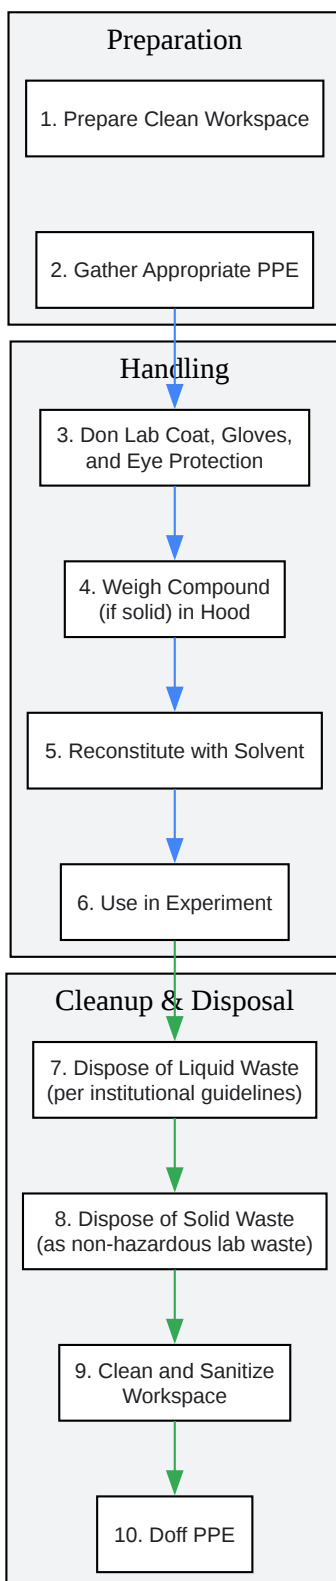 Preparation
1. Prepare Clean Workspace
2. Gather Appropriate PPE
Handling
3. Don Lab Coat, Gloves,
and Eye Protection
4. Weigh Compound
(if solid) in Hood
5. Reconstitute with Solvent
6. Use in Experiment
Cleanup & Disposal
7. Dispose of Liquid Waste
(per institutional guidelines)
8. Dispose of Solid Waste
(as non-hazardous lab waste)
9. Clean and Sanitize
Workspace
10. Doff PPE